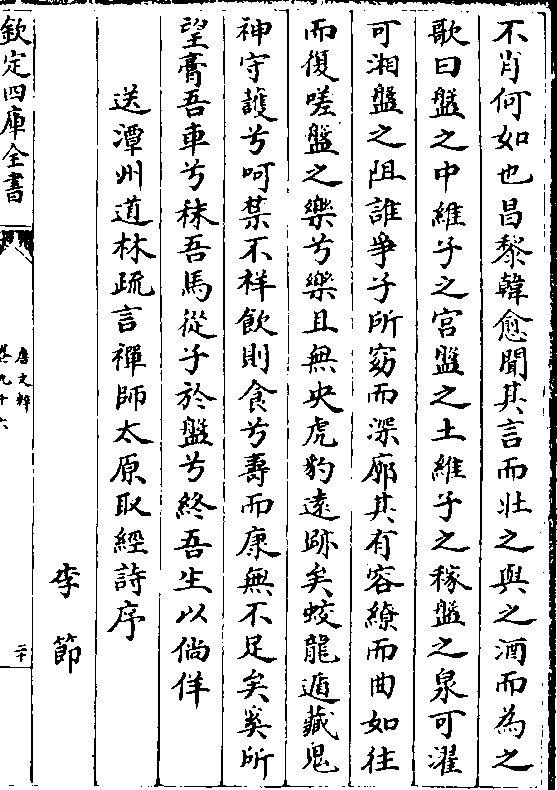 不肖何如也昌黎韓愈聞其言而壯之與之酒而為之
歌曰盤之中維子之宫盤之土維子之稼盤之泉可濯
可湘盤之阻誰爭子所窈而深廓其有容繚而曲如往
而復嗟盤之樂兮樂且無央虎豹遠跡矣蛟龍遁藏鬼
神守護兮呵禁不祥飲則食兮壽而康無不足矣奚所
望膏吾車兮秣吾馬從子於盤兮終吾生以倘佯
送潭州道林疏言禪師太原取經詩序
李節
欽定四庫全書
唐文粹
卷九十六
二十